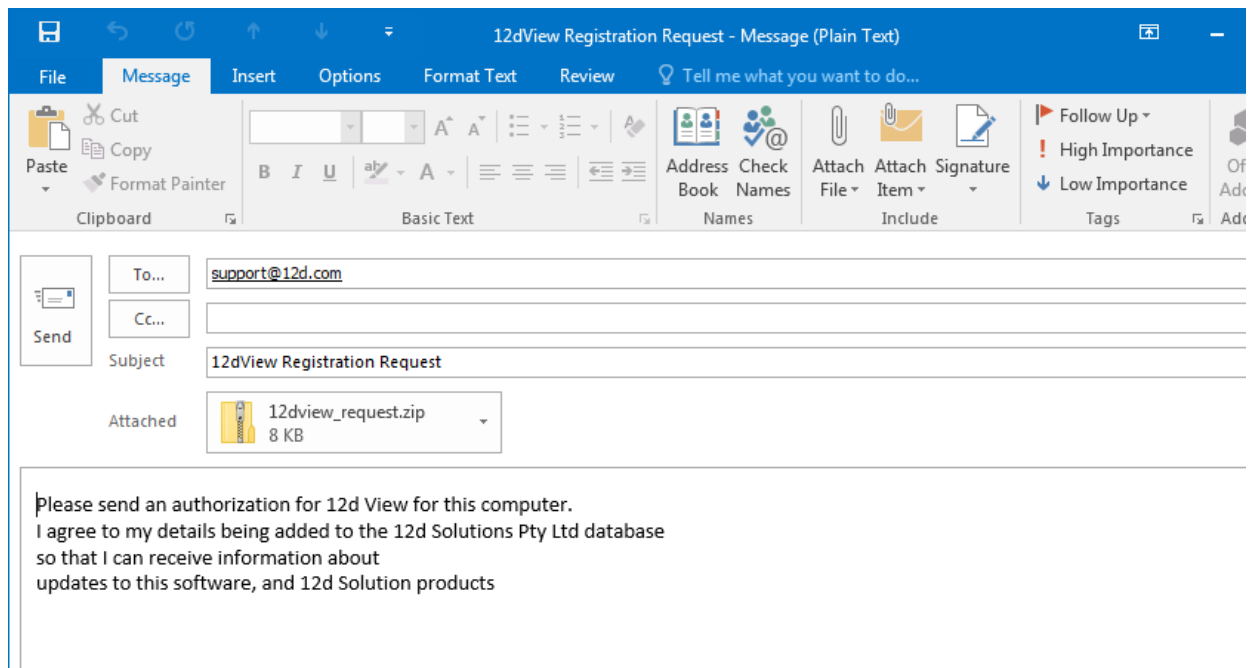 12dView Registration Request - Message (Plain Text)
File Message Insert Options Format Text Review Tell me what you want to do...
Paste
Cut
Copy
Format Painter
Clipboard
A A A
B I U ab A
Basic Text
Address Book
Check Names
Names
Attach File
Attach Item
Signature
Include
Follow Up
High Importance
Low Importance
Tags
To... support@12d.com
Cc...
Send
Subject 12dView Registration Request
Attached 12dview_request.zip
8 KB
Please send an authorization for 12d View for this computer.
I agree to my details being added to the 12d Solutions Pty Ltd database
so that I can receive information about
updates to this software, and 12d Solution products